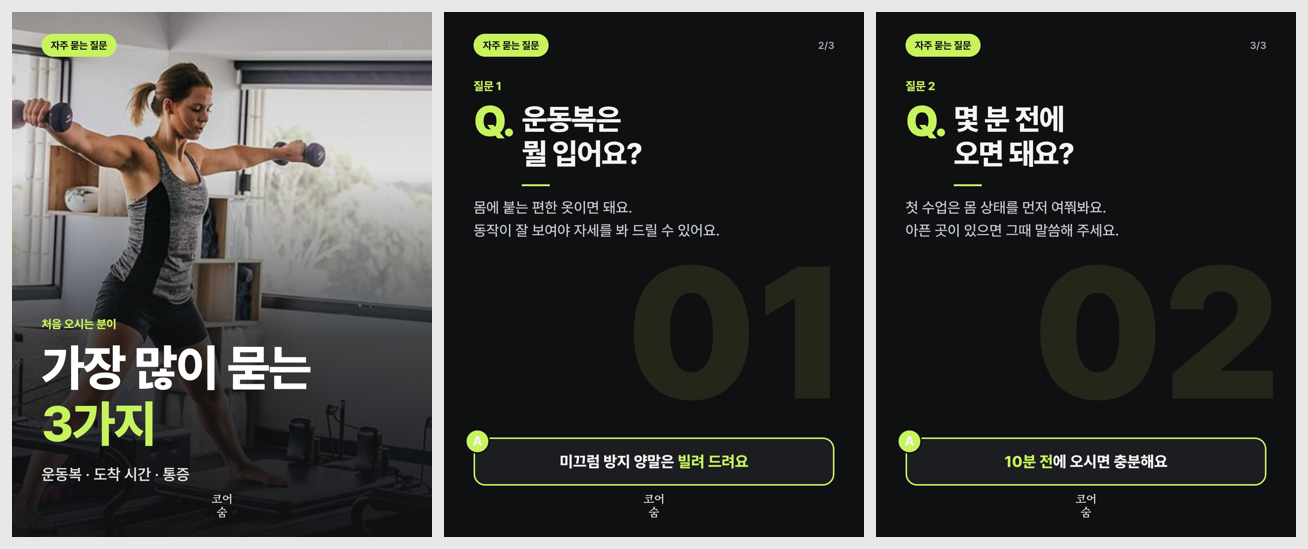 자주 묻는 질문
1/3
처음 오시는 분이
가장 많이 묻는
3가지
운동복 · 도착 시간 · 통증
코어
숨
자주 묻는 질문
2/3
질문 1
Q. 운동복은
뭘 입어요?
몸에 붙는 편한 옷이면 돼요.
동작이 잘 보여야 자세를 봐 드릴 수 있어요.
01
A
미끄럼 방지 양말은 빌려 드려요
코어
숨
자주 묻는 질문
3/3
질문 2
Q. 몇 분 전에
오면 돼요?
첫 수업은 몸 상태를 먼저 여쭤봐요.
아픈 곳이 있으면 그때 말씀해 주세요.
02
A
10분 전에 오시면 충분해요
코어
숨